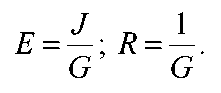 E = J/G; R = 1/G.